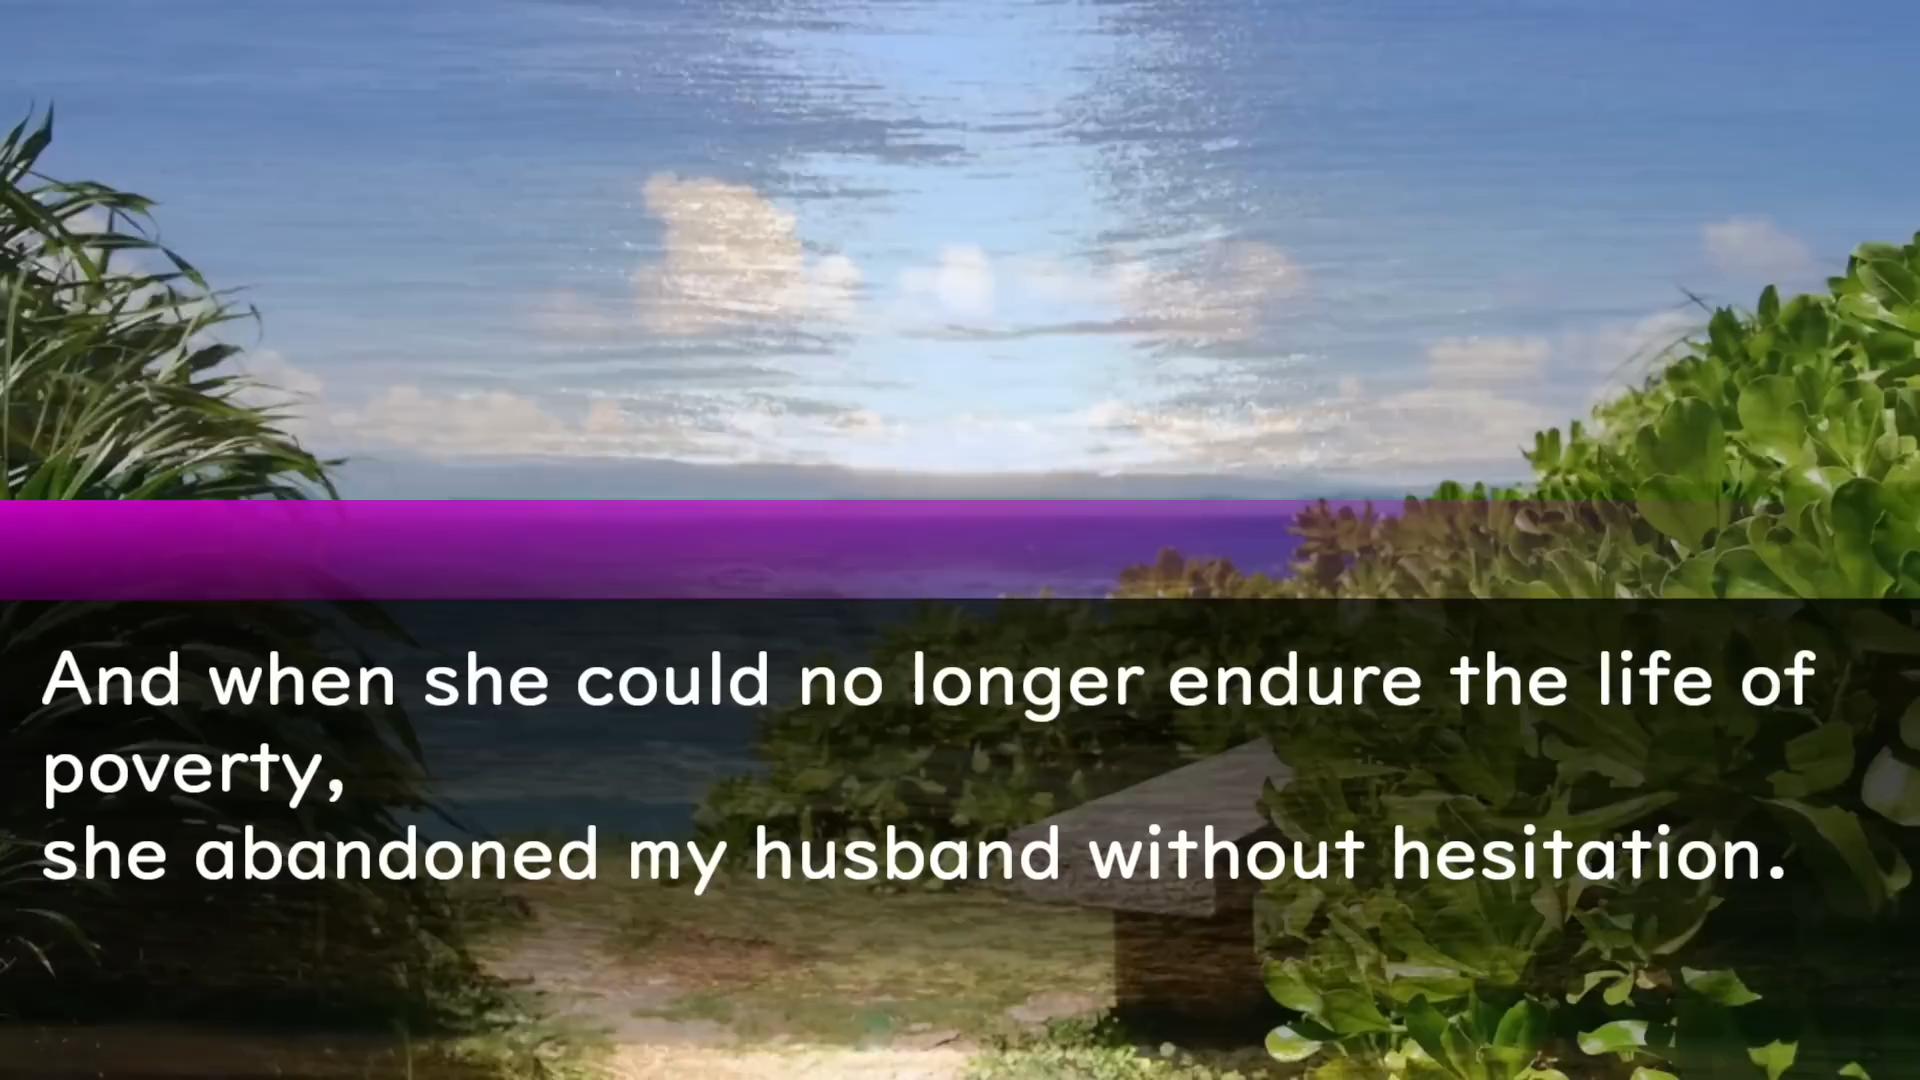 And when she could no longer endure the life of
poverty,
she abandoned my husband without hesitation.